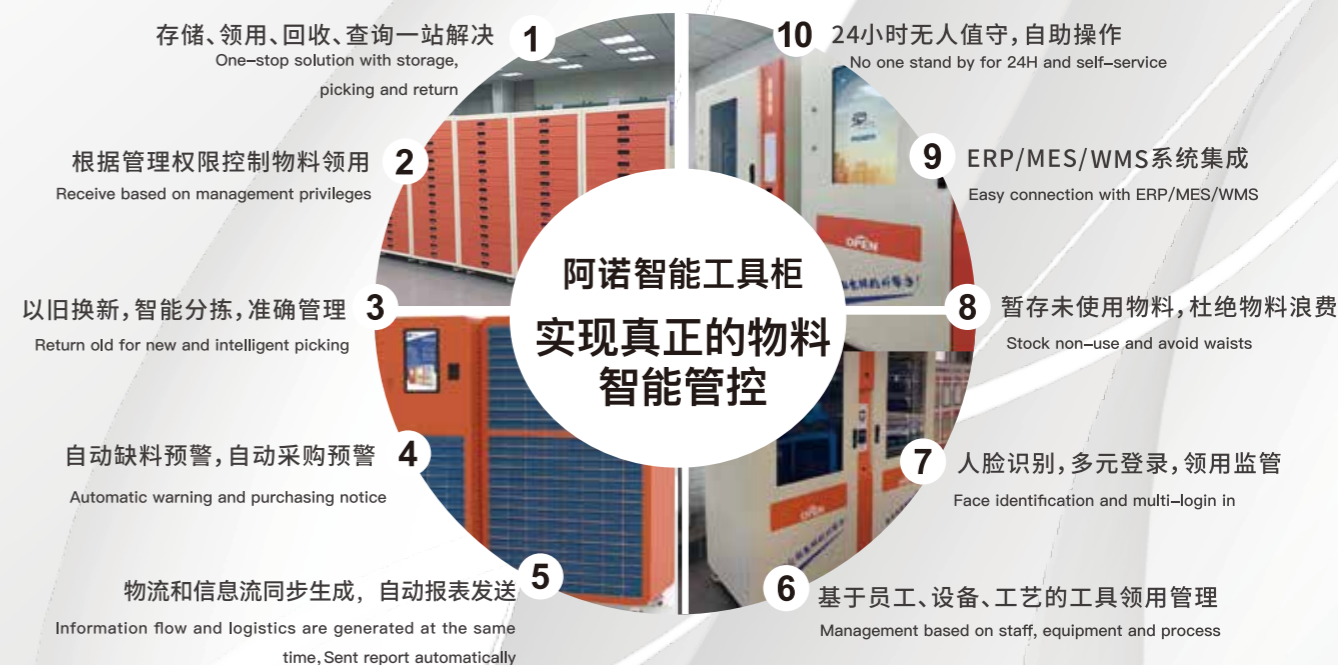 1
存储、领用、回收、查询一站解决
One-stop solution with storage,
picking and return
2
根据管理权限控制物料领用
Receive based on management privileges
3
以旧换新,智能分拣,准确管理
Return old for new and intelligent picking
4
自动缺料预警,自动采购预警
Automatic warning and purchasing notice
5
物流和信息流同步生成, 自动报表发送
Information flow and logistics are generated at the same
time,Sent report automatically
阿诺智能工具柜
实现真正的物料
智能管控
10
24小时无人值守,自助操作
No one stand by for 24H and self-service
9
ERP/MES/WMS系统集成
Easy connection with ERP/MES/WMS
8
暂存未使用物料,杜绝物料浪费
Stock non-use and avoid waists
7
人脸识别,多元登录,领用监管
Face identification and multi-login in
6
基于员工、设备、工艺的工具领用管理
Management based on staff, equipment and process
OPEN
OPEN